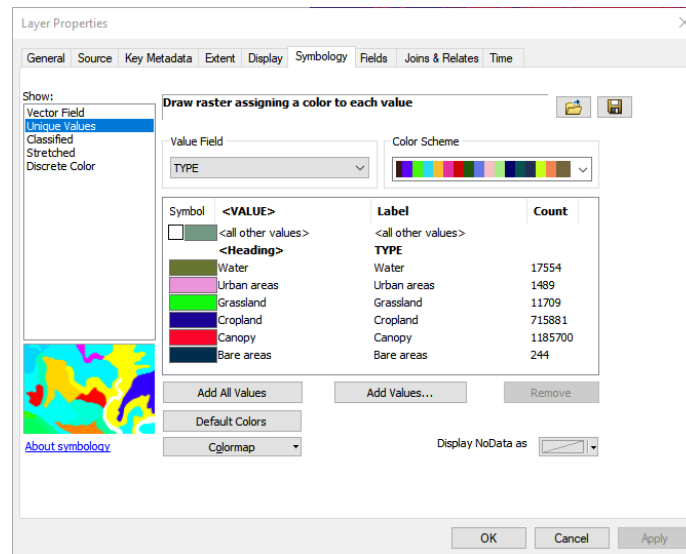 Layer Properties
General Source Key Metadata Extent Display Symbology Fields Joins & Relates Time
Show:
Vector Field
Unique Values
Classified
Stretched
Discrete Color
Draw raster assigning a color to each value
Value Field
TYPE
Color Scheme
Symbol <VALUE> Label Count
<all other values> <all other values>
<Heading> TYPE
Water Water 17554
Urban areas Urban areas 1489
Grassland Grassland 11709
Cropland Cropland 715881
Canopy Canopy 1185700
Bare areas Bare areas 244
Add All Values Add Values... Remove
Default Colors
Colormap
Display NoData as
About symbology
OK Cancel Apply